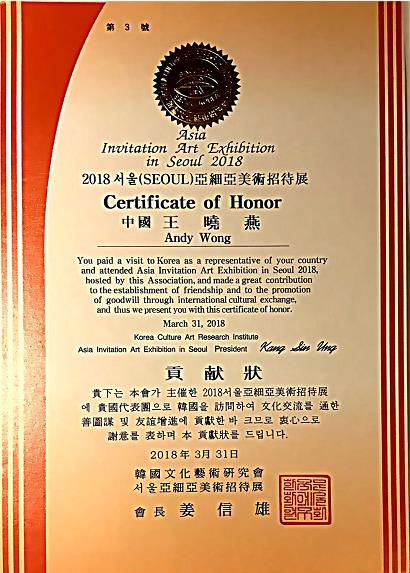 第 3 號
Asia
Invitation Art Exhibition
in Seoul 2018
2018 서울(SEOUL)亞細亞美術招待展
Certificate of Honor
中國 王 曉 燕
Andy Wong
You paid a visit to Korea as a representative of your country
and attended Asia Invitation Art Exhibition in Seoul 2018,
hosted by this Association, and made a great contribution
to the establishment of friendship and to the promotion
of goodwill through international cultural exchange,
and thus we present you with this certificate of honor.
March 31, 2018
Korea Culture Art Research Institute
Asia Invitation Art Exhibition in Seoul President Kang Sin Ung
貢献狀
貴下는 本會가 主催한 2018서울亞細亞美術招待展
에 貴國代表團으로 韓國을 訪問하여 文化交流를 通한
善圖謀 및 友誼增進에 貢献한 바 크므로 衷心으로
謝意를 表하며 本 貢献狀를 드립니다.
2018年 3月 31日
韓國文化藝術研究會
서울亞細亞美術招待展
會長 姜信雄